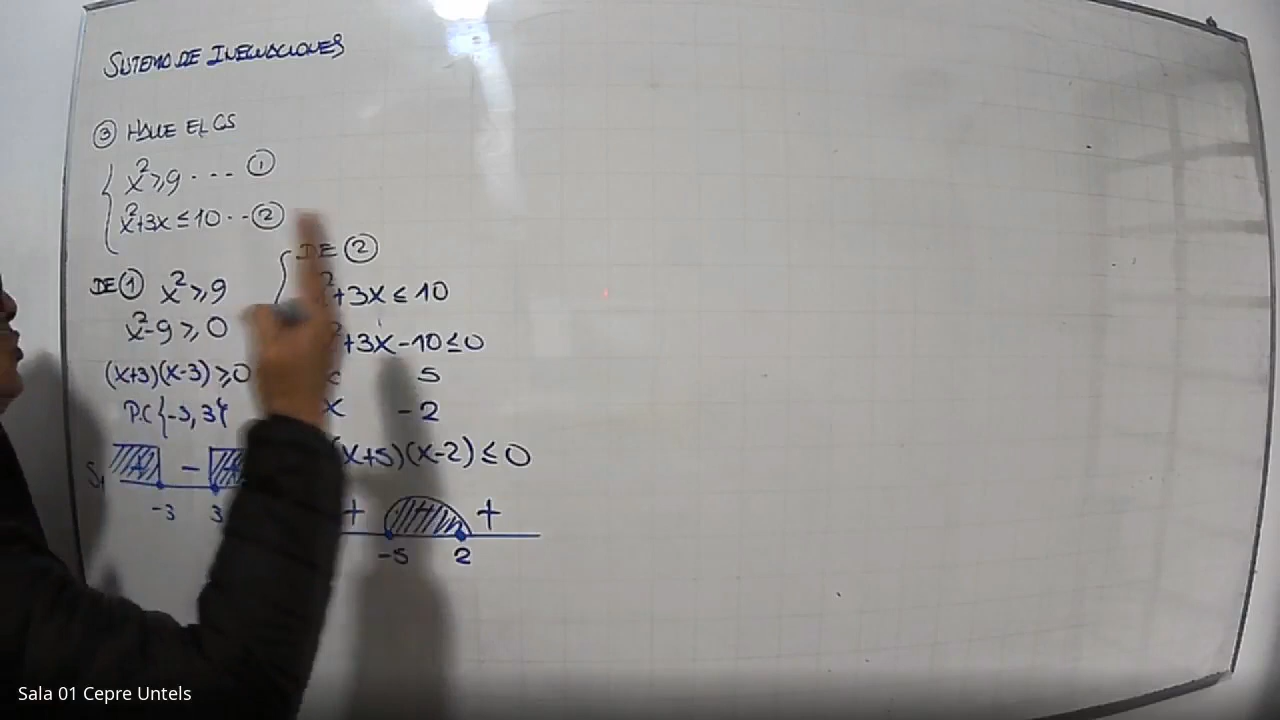 SISTEMA DE INECUACIONES
③ HALLE EL CS
x²≥9 ---- ①
x²+3x≤10 -- ②
DE ① x²≥9
x²-9≥0
(x+3)(x-3)≥0
P.C {-3,3}
S₁ + -
-3 3
DE ②
²+3x≤10
+3x-10≤0
5
x -2
(x+5)(x-2)≤0
+ +
-5 2
Sala 01 Cepre Untels